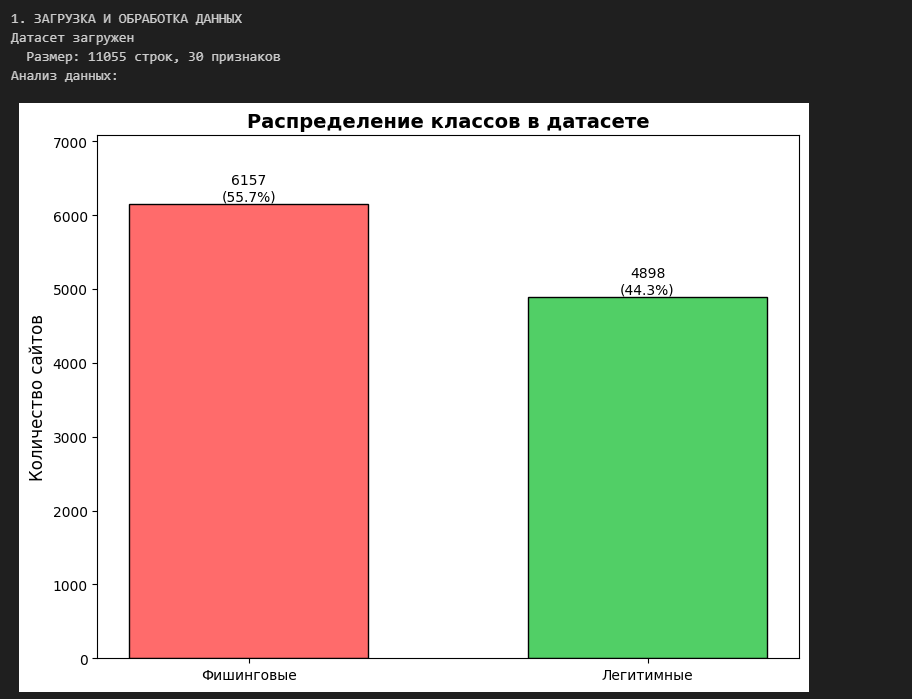 1. ЗАГРУЗКА И ОБРАБОТКА ДАННЫХ
Датасет загружен
Размер: 11055 строк, 30 признаков
Анализ данных:
Распределение классов в датасете
7000
6000
5000
4000
3000
2000
1000
0
Количество сайтов
6157
(55.7%)
4898
(44.3%)
Фишинговые
Легитимные